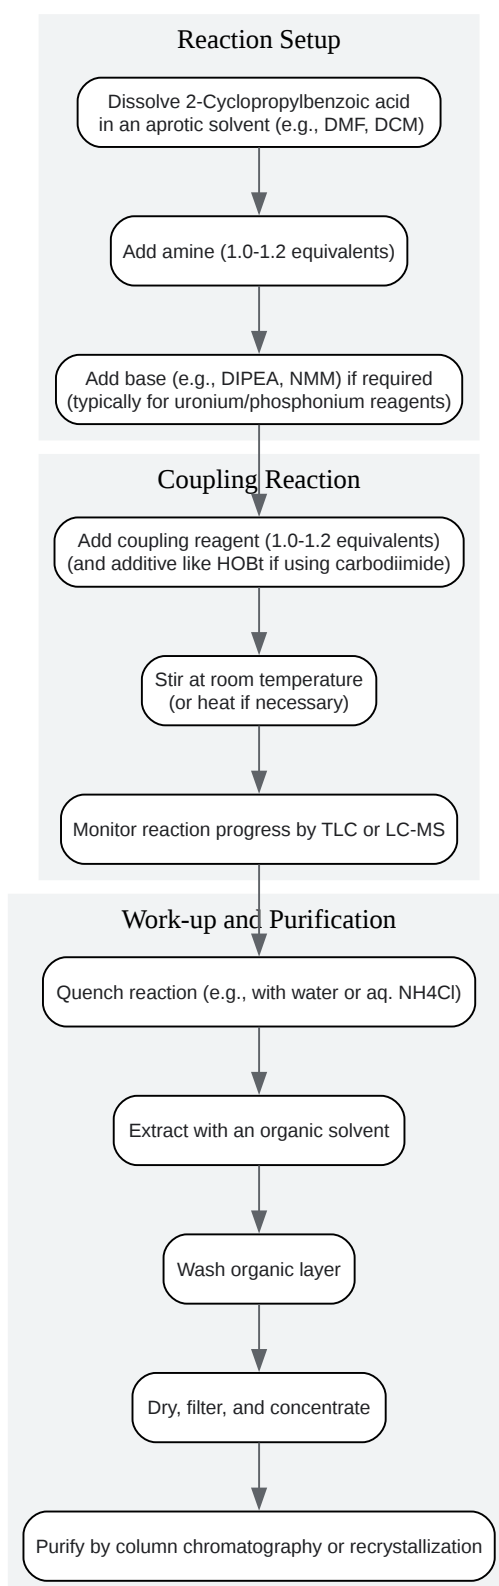 Reaction Setup
Dissolve 2-Cyclopropylbenzoic acid
in an aprotic solvent (e.g., DMF, DCM)
Add amine (1.0-1.2 equivalents)
Add base (e.g., DIPEA, NMM) if required
(typically for uronium/phosphonium reagents)
Coupling Reaction
Add coupling reagent (1.0-1.2 equivalents)
(and additive like HOBt if using carbodiimide)
Stir at room temperature
(or heat if necessary)
Monitor reaction progress by TLC or LC-MS
Work-up and Purification
Quench reaction (e.g., with water or aq. NH4Cl)
Extract with an organic solvent
Wash organic layer
Dry, filter, and concentrate
Purify by column chromatography or recrystallization